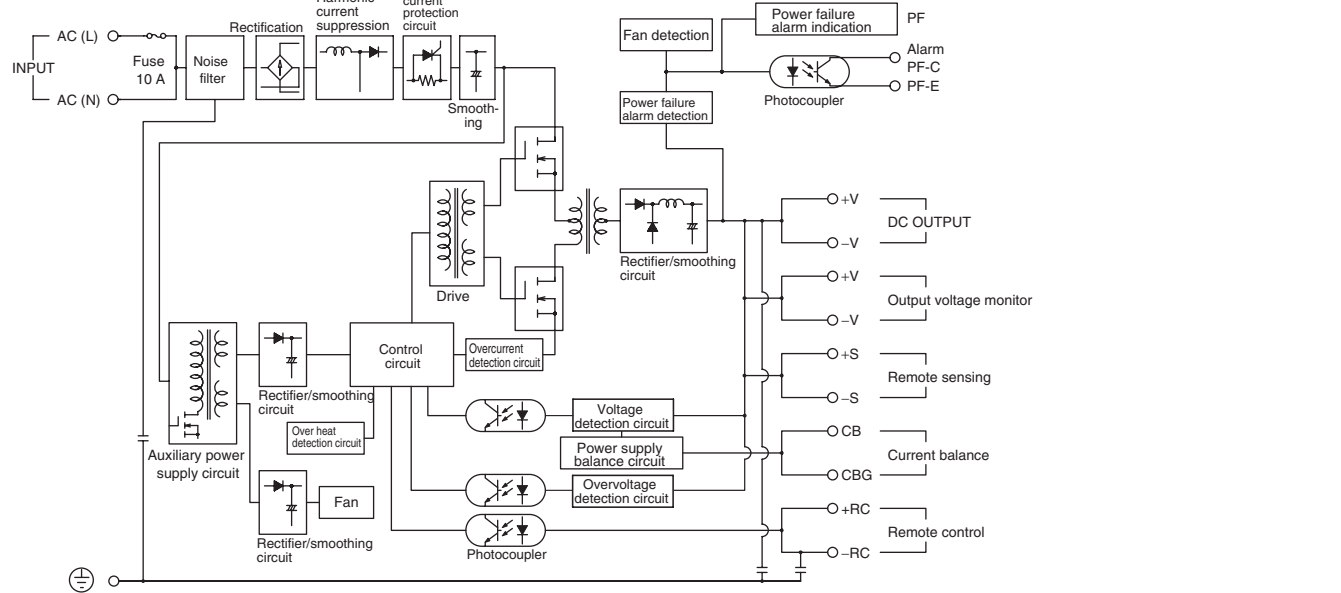 Harmonic
current
suppression
current
protection
circuit
Rectification
AC (L)
INPUT
Fuse
10 A
Noise
filter
AC (N)
Smooth-
ing
Fan detection
Power failure
alarm indication
PF
Alarm
PF-C
PF-E
Photocoupler
Power failure
alarm detection
+V
DC OUTPUT
−V
Rectifier/smoothing
circuit
Drive
+V
Output voltage monitor
−V
Control
circuit
Overcurrent
detection circuit
+S
Remote sensing
−S
Rectifier/smoothing
circuit
Over heat
detection circuit
Voltage
detection circuit
Power supply
balance circuit
CB
Current balance
CBG
Auxiliary power
supply circuit
Overvoltage
detection circuit
Fan
Rectifier/smoothing
circuit
Photocoupler
+RC
Remote control
−RC